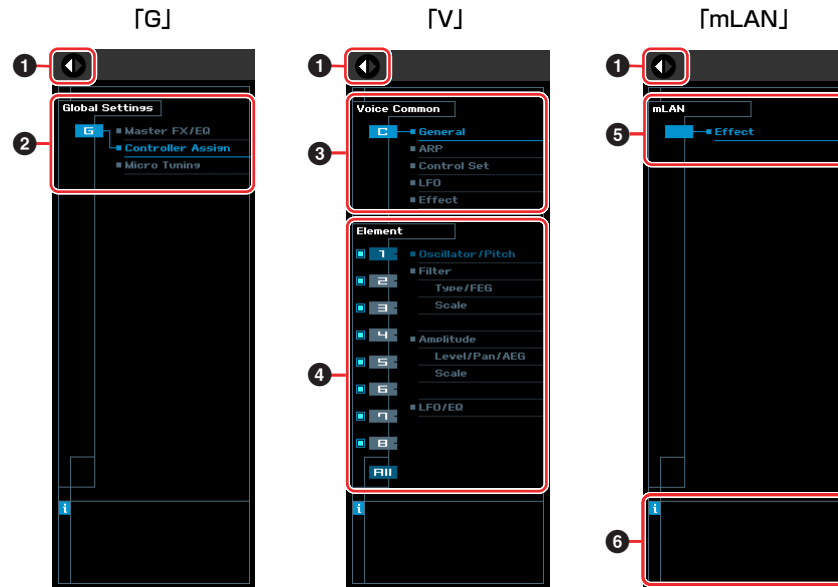 「G」
「V」
「mLAN」
1
Global Settings
2
G
Master FX/EQ
Controller Assign
Micro Tuning
i
1
Voice Common
3
C
General
ARP
Control Set
LFO
Effect
Element
4
1
Oscillator/Pitch
2
Filter
Type/FEG
3
Scale
4
Amplitude
5
Level/Pan/AEG
Scale
6
7
LFO/EQ
8
All
i
1
mLAN
5
Effect
6
i